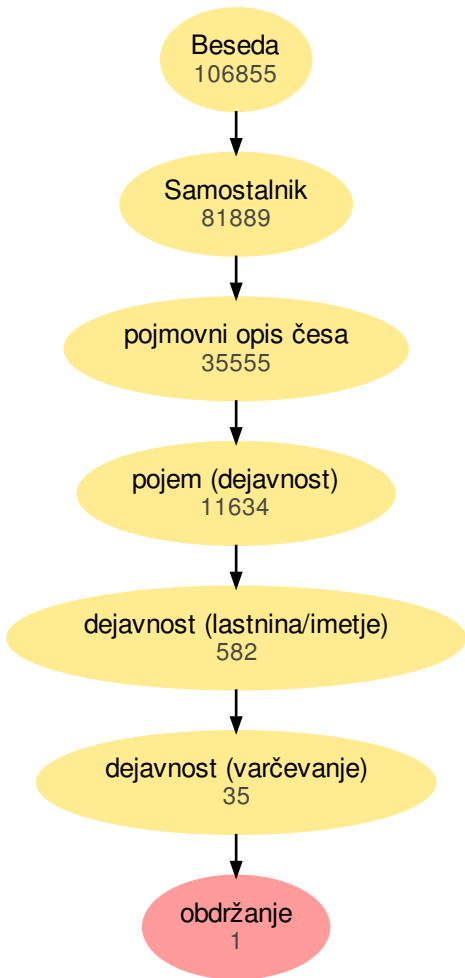 Beseda
106855
Samostalnik
81889
pojmovni opis česa
35555
pojem (dejavnost)
11634
dejavnost (lastnina/imetje)
582
dejavnost (varčevanje)
35
obdržanje
1